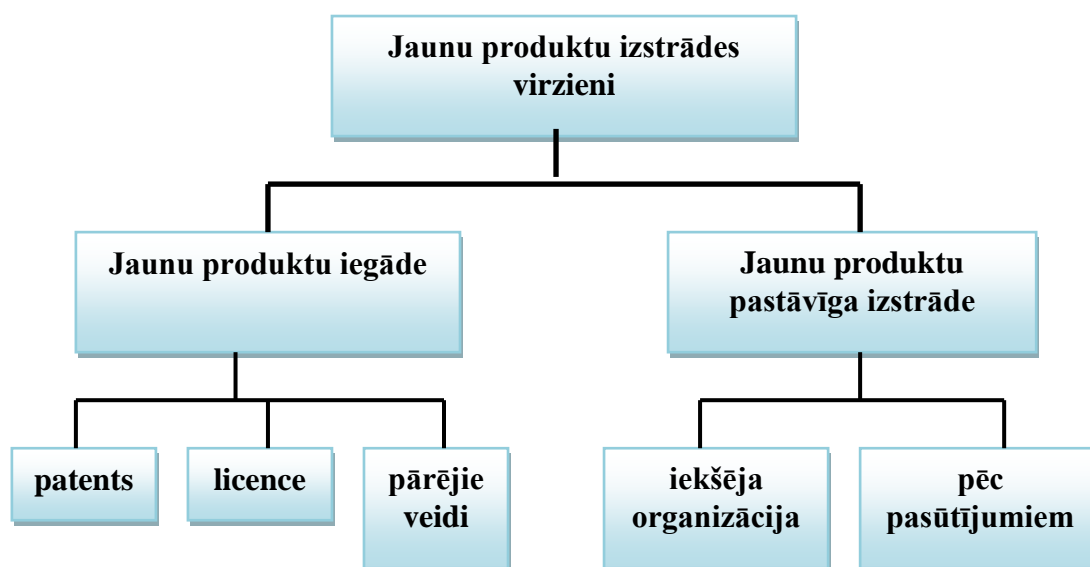 Jaunu produktu izstrādes
virzieni
Jaunu produktu iegāde
Jaunu produktu
pastāvīga izstrāde
patents
licence
pārējie
veidi
iekšēja
organizācija
pēc
pasūtījumiem